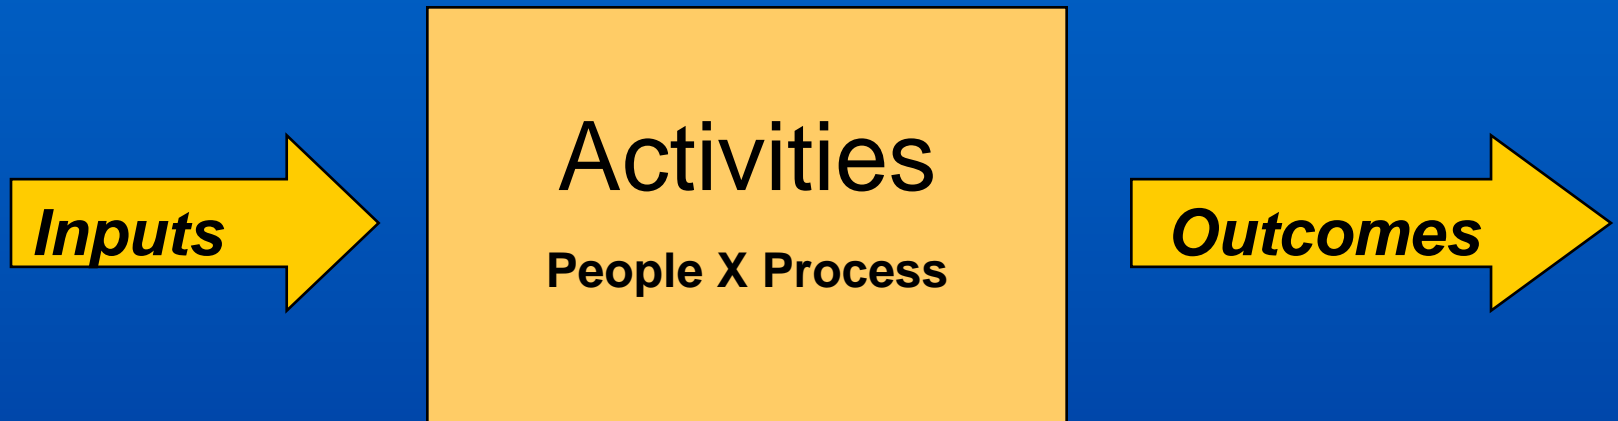 Inputs
Activities
People X Process
Outcomes